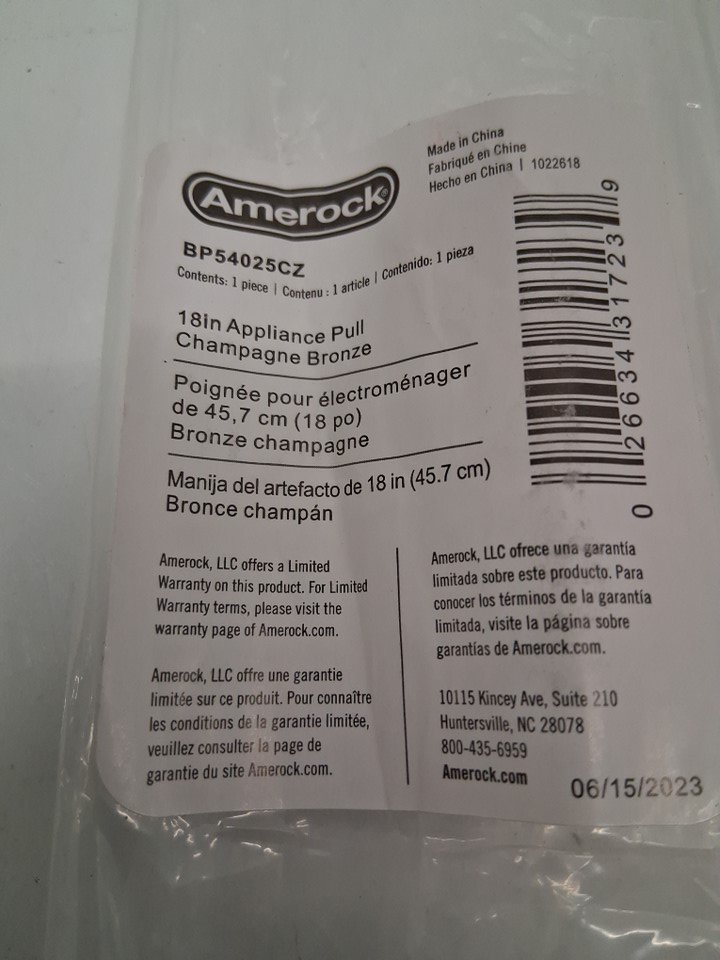 Made in China
Fabriqué en Chine
Hecho en China | 1022618
Amerock®
BP54025CZ
Contents: 1 piece | Contenu : 1 article | Contenido: 1 pieza
18in Appliance Pull
Champagne Bronze
Poignée pour électroménager
de 45,7 cm (18 po)
Bronze champagne
Manija del artefacto de 18 in (45.7 cm)
Bronce champán
0 26634 31723 9
Amerock, LLC offers a Limited
Warranty on this product. For Limited
Warranty terms, please visit the
warranty page of Amerock.com.
Amerock, LLC offre une garantie
limitée sur ce produit. Pour connaître
les conditions de la garantie limitée,
veuillez consulter la page de
garantie du site Amerock.com.
Amerock, LLC ofrece una garantía
limitada sobre este producto. Para
conocer los términos de la garantía
limitada, visite la página sobre
garantías de Amerock.com.
10115 Kincey Ave, Suite 210
Huntersville, NC 28078
800-435-6959
Amerock.com
06/15/2023